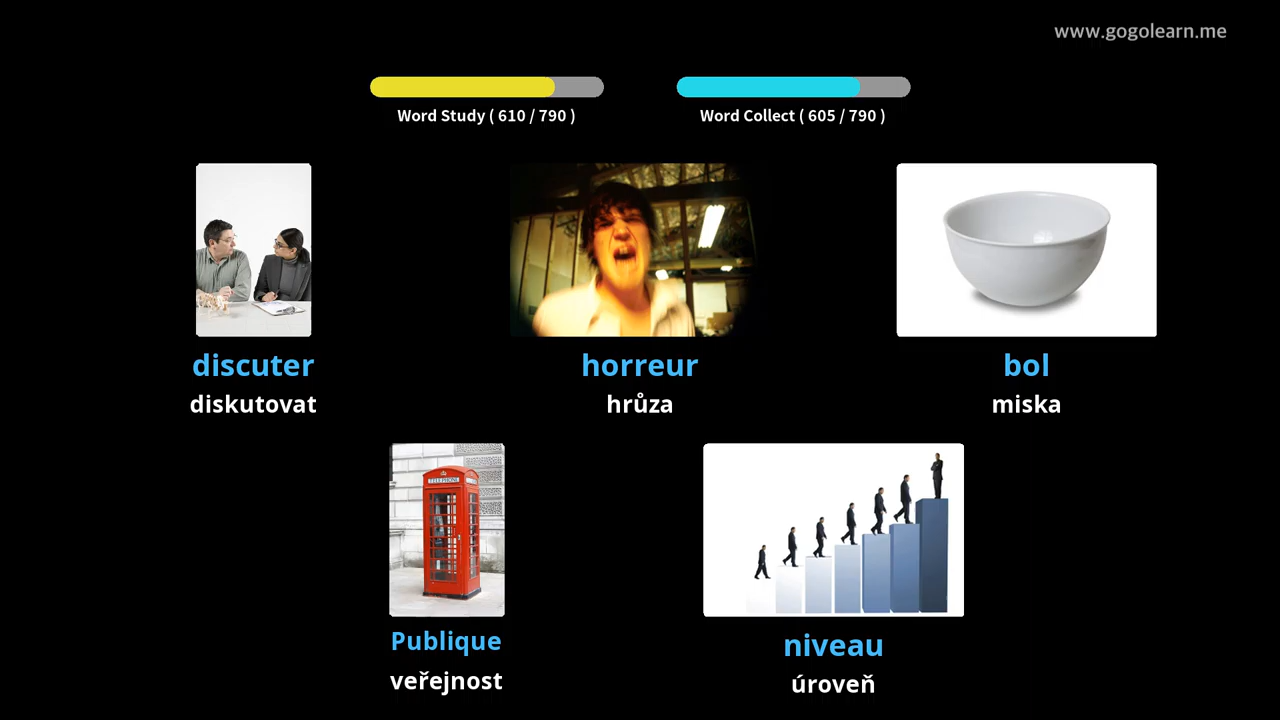 www.gogolearn.me
Word Study ( 610 / 790 )
Word Collect ( 605 / 790 )
discuter
diskutovat
horreur
hrůza
bol
miska
TELEPHONE
Publique
veřejnost
niveau
úroveň